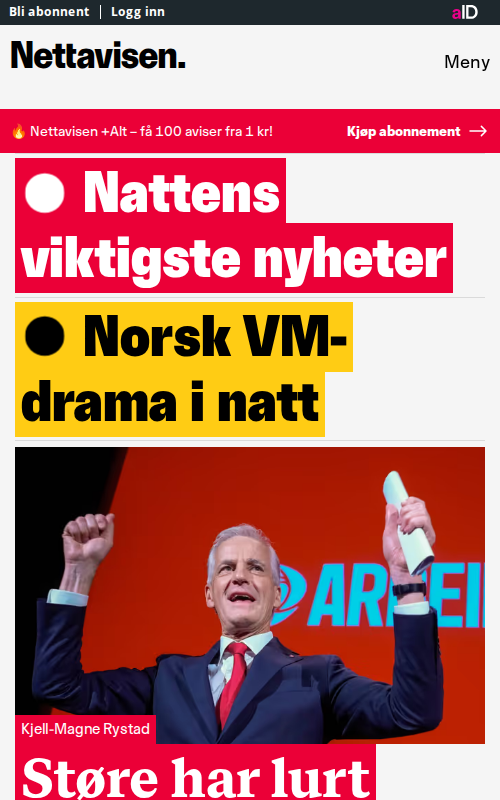 Bli abonnent | Logg inn
aID
Nettavisen.
Meny
🔥 Nettavisen +Alt – få 100 aviser fra 1 kr!
Kjøp abonnement →
Nattens
viktigste nyheter
Norsk VM-
drama i natt
ARBEI
Kjell-Magne Rystad
Støre har lurt